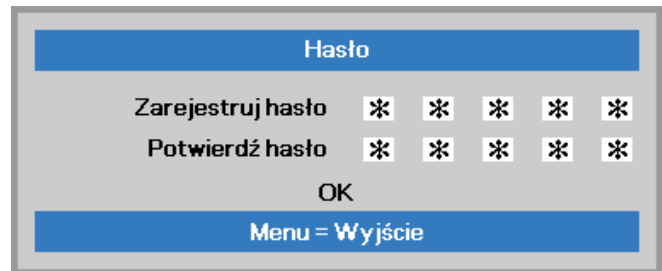 Hasło
Zarejestruj hasło * * * * *
Potwierdź hasło * * * * *
OK
Menu = Wyjście